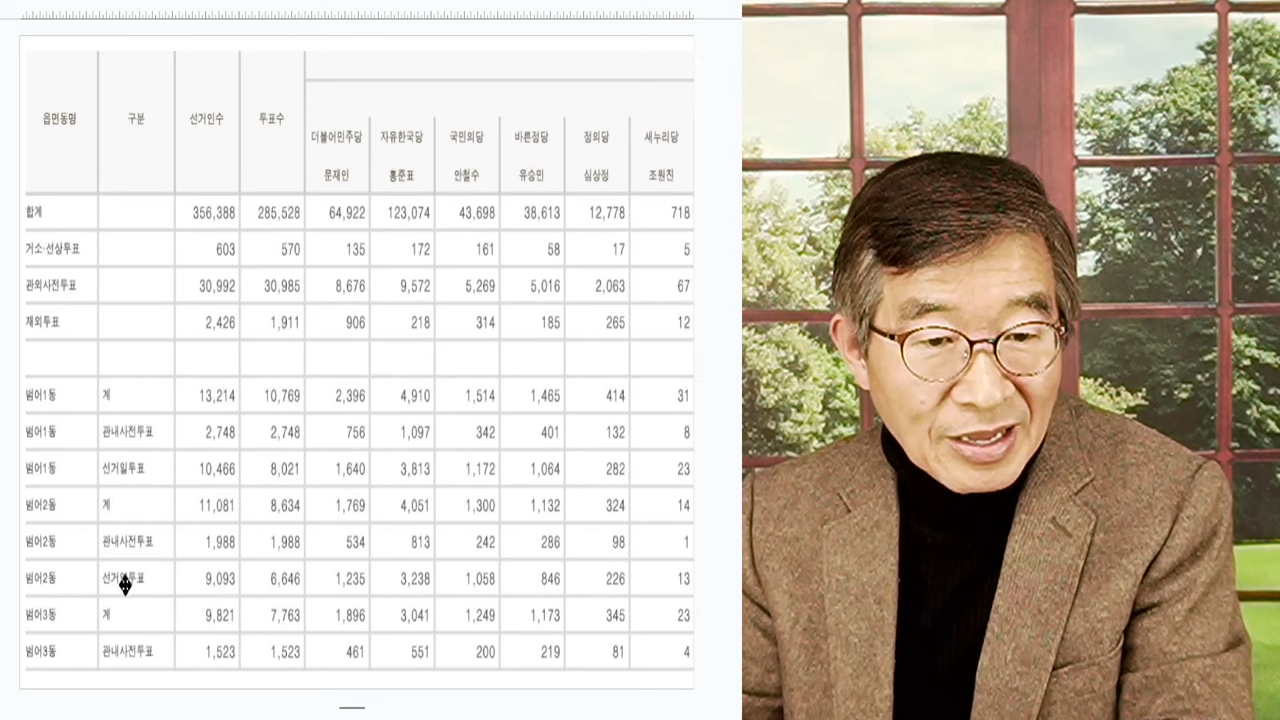 읍면동명 구분 선거인수 투표수
더불어민주당 자유한국당 국민의당 바른정당 정의당 새누리당
문재인 홍준표 안철수 유승민 심상정 조원진
합계 356,388 285,528 64,922 123,074 43,698 38,613 12,778 718
거소·선상투표 603 570 135 172 161 58 17 5
관외사전투표 30,992 30,985 8,676 9,572 5,269 5,016 2,063 67
재외투표 2,426 1,911 906 218 314 185 265 12
범어1동 계 13,214 10,769 2,396 4,910 1,514 1,465 414 31
범어1동 관내사전투표 2,748 2,748 756 1,097 342 401 132 8
범어1동 선거일투표 10,466 8,021 1,640 3,813 1,172 1,064 282 23
범어2동 계 11,081 8,634 1,769 4,051 1,300 1,132 324 14
범어2동 관내사전투표 1,988 1,988 534 813 242 286 98 1
범어2동 선거일투표 9,093 6,646 1,235 3,238 1,058 846 226 13
범어3동 계 9,821 7,763 1,896 3,041 1,249 1,173 345 23
범어3동 관내사전투표 1,523 1,523 461 551 200 219 81 4